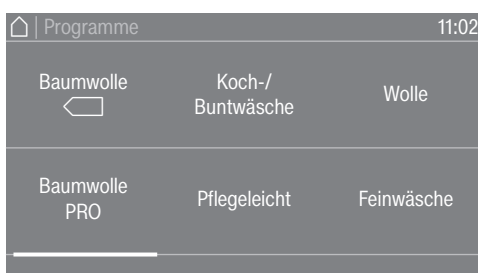 Programme 11:02
Baumwolle
Koch-/
Buntwäsche
Wolle
Baumwolle
PRO
Pflegeleicht
Feinwäsche